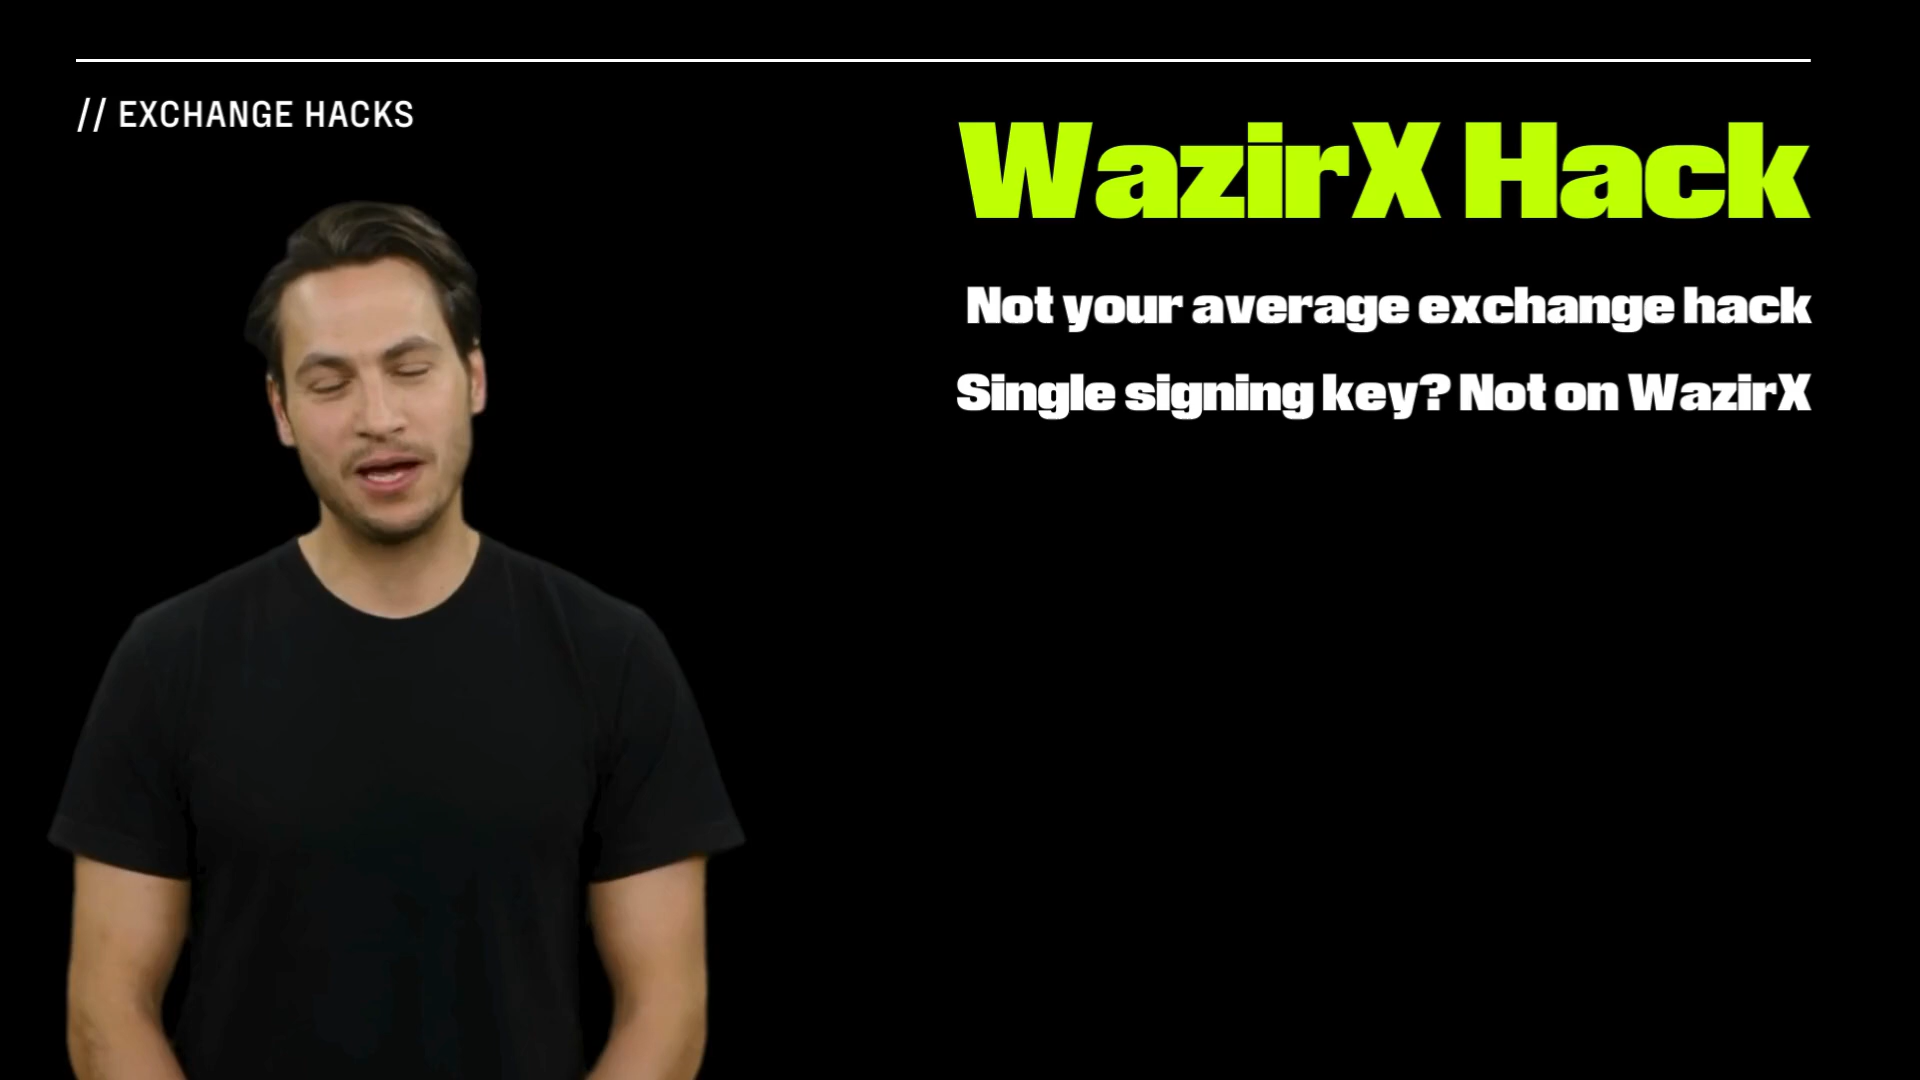 // EXCHANGE HACKS
WazirX Hack
Not your average exchange hack
Single signing key? Not on WazirX